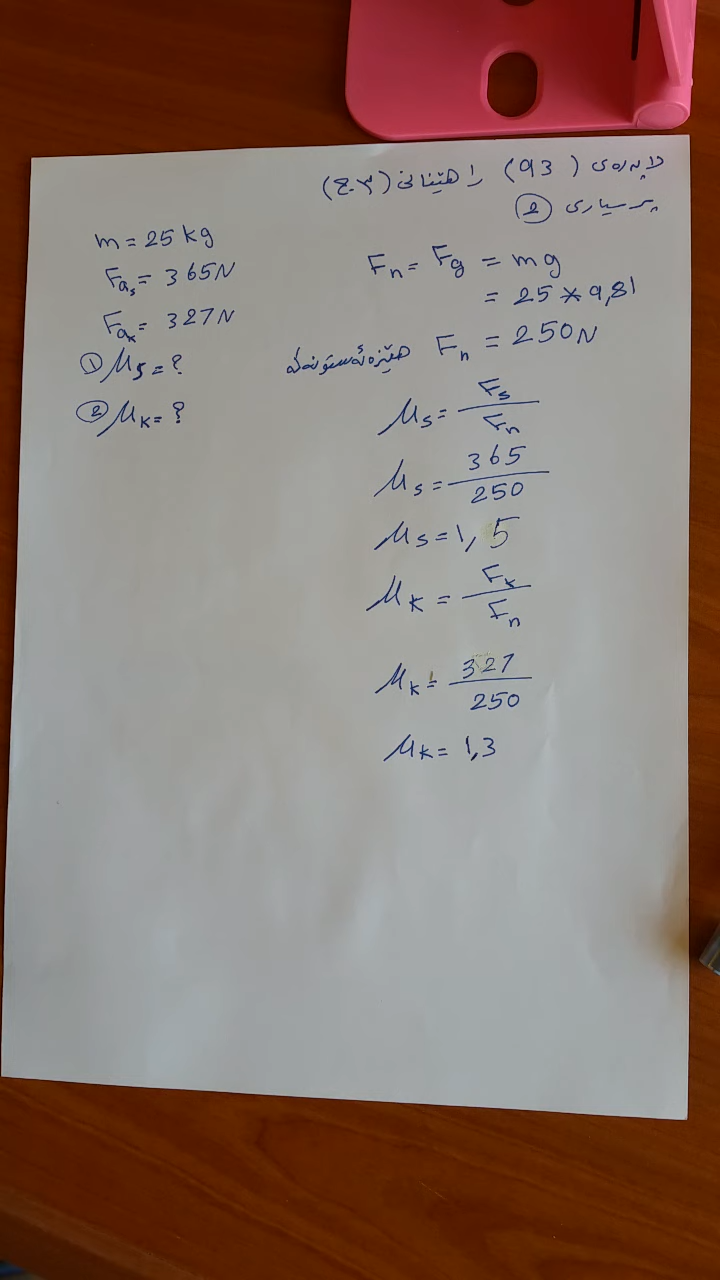 لاپەرەی (93) راهێنانی (٣.ج)
پرسیاری ②
m = 25 kg
Fas = 365N
Fak = 327N
① μs = ?
② μk = ?
Fn = Fg = mg
= 25 * 9,81
Fn = 250N
μs = Fs / Fn
μs = 365 / 250
μs = 1,5
μk = Fk / Fn
μk = 327 / 250
μk = 1,3